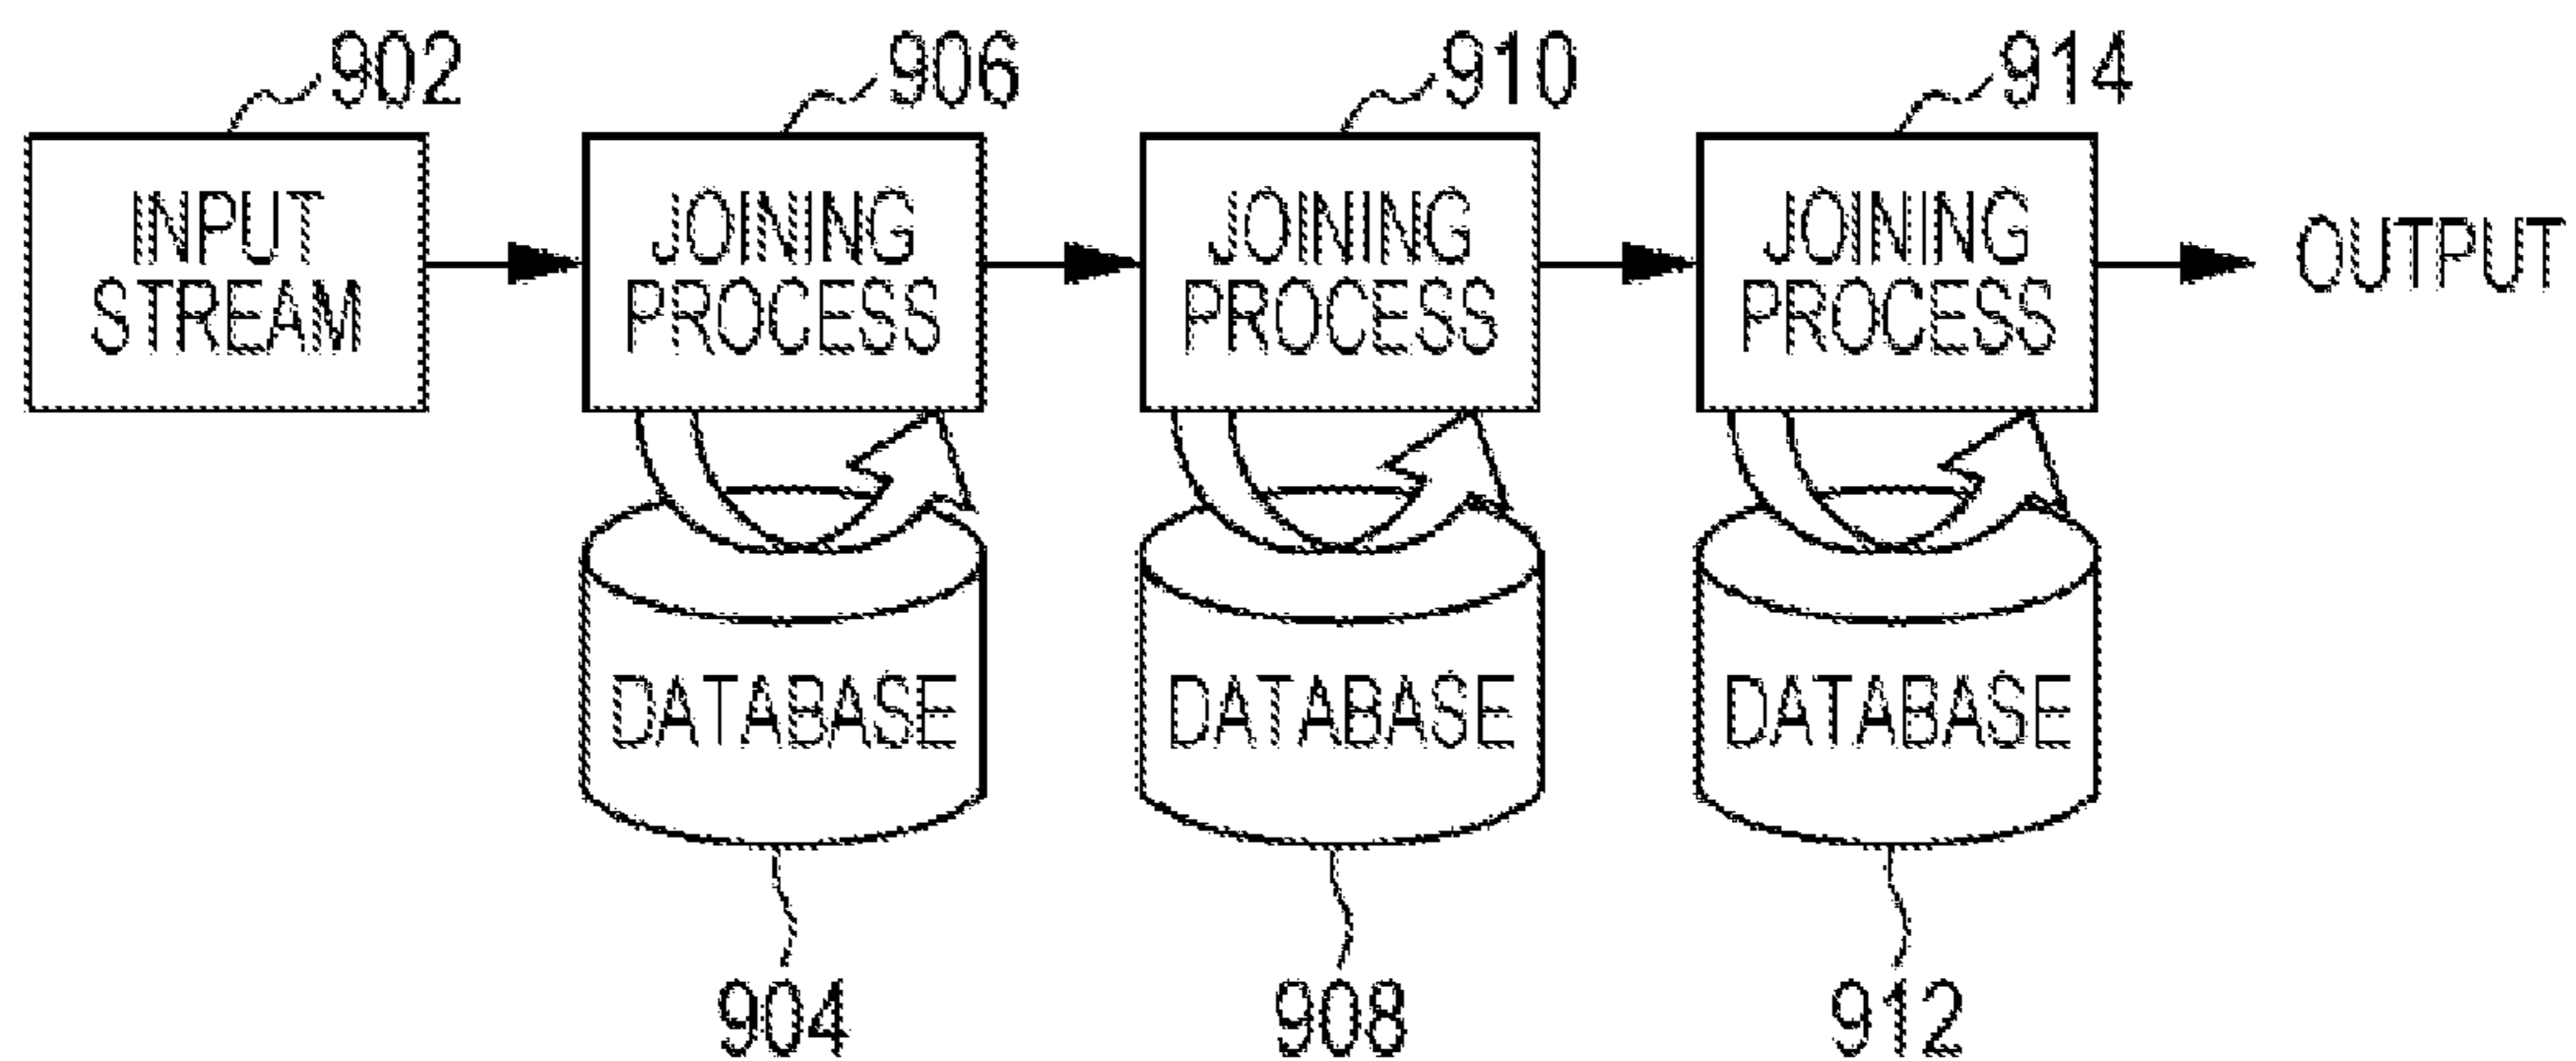 902
906
910
914
INPUT
STREAM
JOINING
PROCESS
JOINING
PROCESS
JOINING
PROCESS
OUTPUT
DATABASE
DATABASE
DATABASE
904
908
912